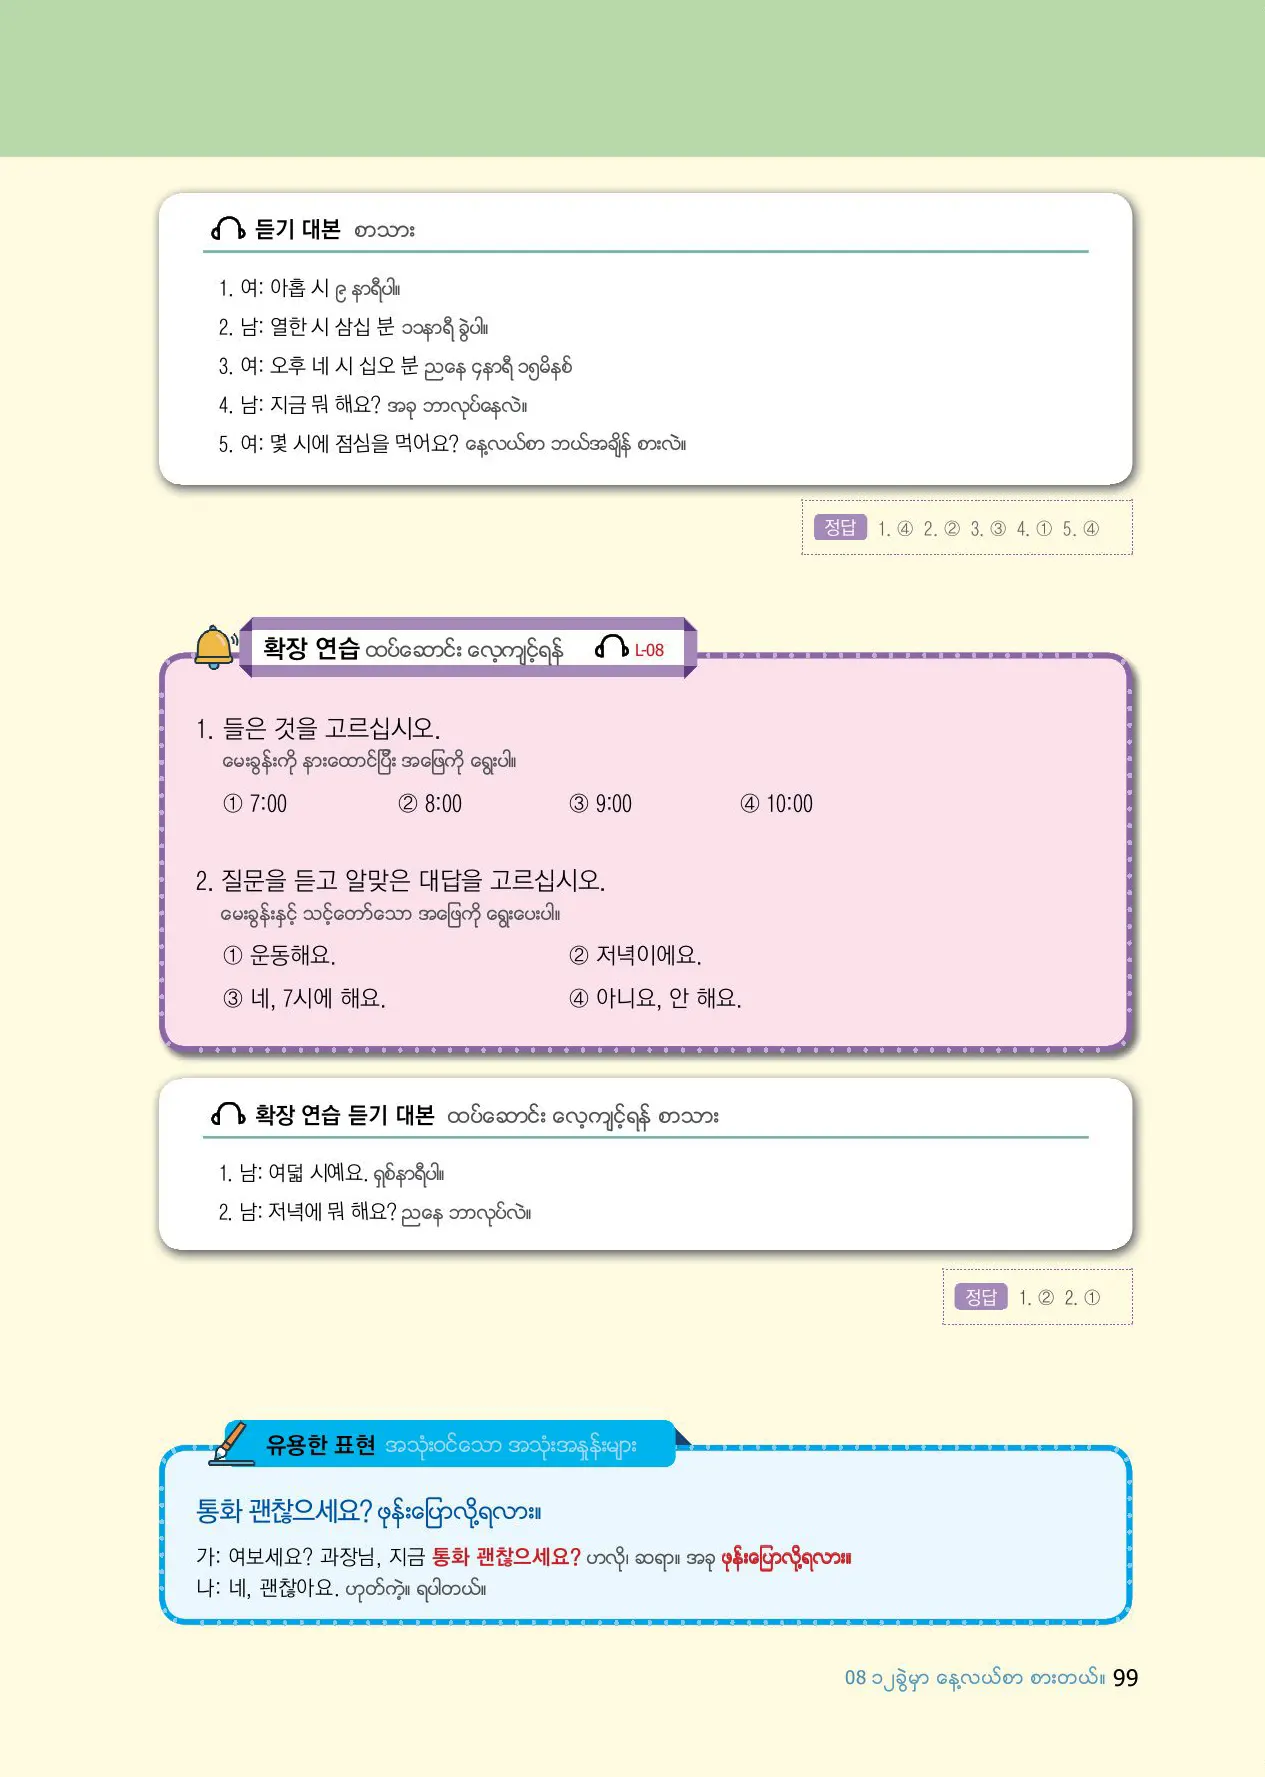 듣기 대본 စာသား
1. 여: 아홉 시 ၉ နာရီပါ။
2. 남: 열한 시 삼십 분 ၁၁နာရီ ခွဲပါ။
3. 여: 오후 네 시 십오 분 ညနေ ၄နာရီ ၁၅မိနစ်
4. 남: 지금 뭐 해요? အခု ဘာလုပ်နေလဲ။
5. 여: 몇 시에 점심을 먹어요? နေ့လယ်စာ ဘယ်အချိန် စားလဲ။
정답 1. ④ 2. ② 3. ③ 4. ① 5. ④
확장 연습 ထပ်ဆောင်း လေ့ကျင့်ရန် L-08
1. 들은 것을 고르십시오.
မေးခွန်းကို နားထောင်ပြီး အဖြေကို ရွေးပါ။
① 7:00 ② 8:00 ③ 9:00 ④ 10:00
2. 질문을 듣고 알맞은 대답을 고르십시오.
မေးခွန်းနှင့် သင့်တော်သော အဖြေကို ရွေးပေးပါ။
① 운동해요. ② 저녁이에요.
③ 네, 7시에 해요. ④ 아니요, 안 해요.
확장 연습 듣기 대본 ထပ်ဆောင်း လေ့ကျင့်ရန် စာသား
1. 남: 여덟 시예요. ရှစ်နာရီပါ။
2. 남: 저녁에 뭐 해요? ညနေ ဘာလုပ်လဲ။
정답 1. ② 2. ①
유용한 표현 အသုံးဝင်သော အသုံးအနှုန်းများ
통화 괜찮으세요? ဖုန်းပြောလို့ရလား။
가: 여보세요? 과장님, 지금 통화 괜찮으세요? ဟလို၊ ဆရာ။ အခု ဖုန်းပြောလို့ရလား။
나: 네, 괜찮아요. ဟုတ်ကဲ့။ ရပါတယ်။
08 ၁၂ခွဲမှာ နေ့လယ်စာ စားတယ်။ 99